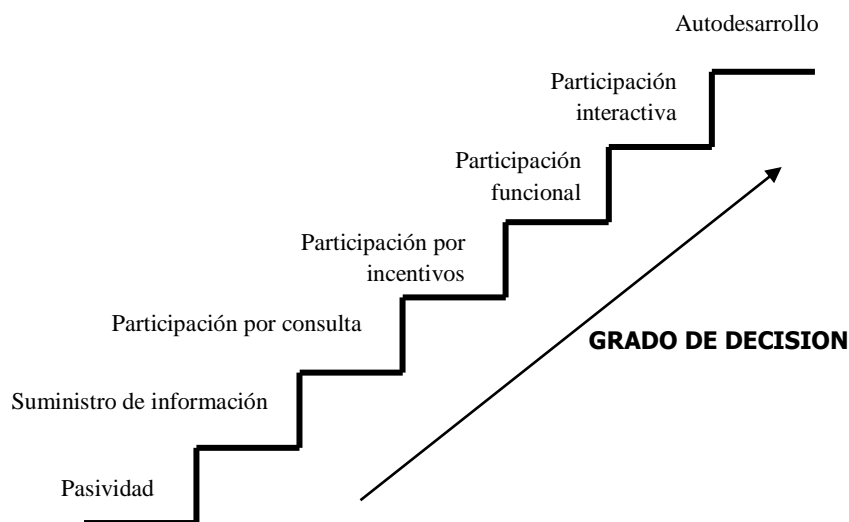 Autodesarrollo
Participación
interactiva
Participación
funcional
Participación por
incentivos
Participación por consulta
GRADO DE DECISION
Suministro de información
Pasividad